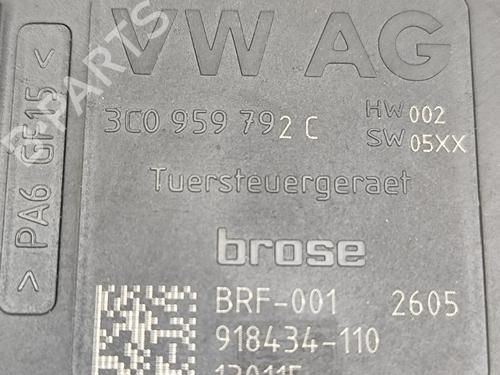 VW AG
3C0 959 792 C
HW 002
SW 05XX
> PA6 GF15 <
Tuersteuergeraet
brose
BRF-001 2605
918434-110